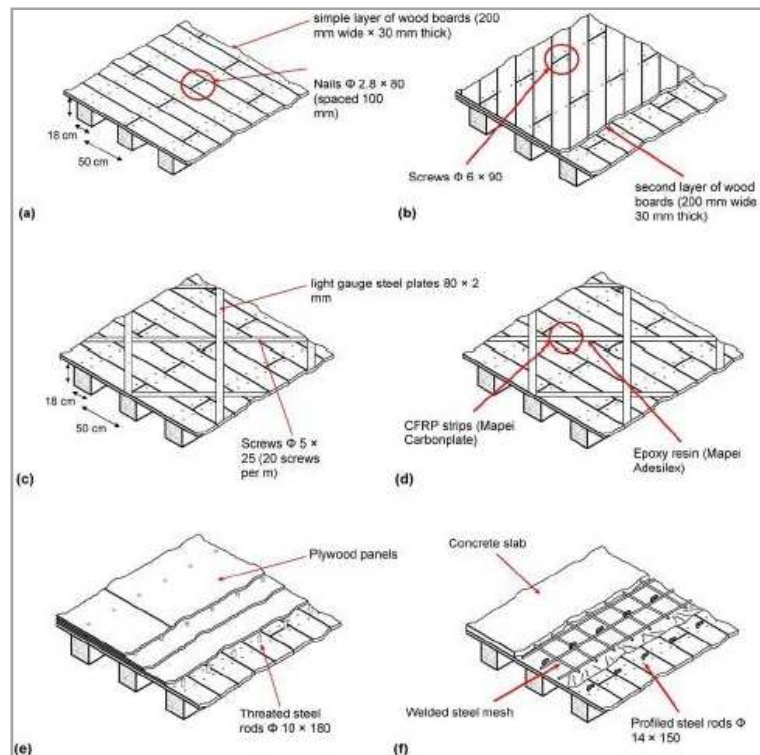 simple layer of wood boards (200
mm wide × 30 mm thick)
Nails Φ 2.8 × 80
(spaced 100
mm)
18 cm
50 cm
(a)
Screws Φ 6 × 90
second layer of wood
boards (200 mm wide
30 mm thick)
(b)
light gauge steel plates 80 × 2
mm
18 cm
50 cm
Screws Φ 5 ×
25 (20 screws
per m)
(c)
CFRP strips (Mapei
Carbonplate)
Epoxy resin (Mapei
Adesilex)
(d)
Plywood panels
Threated steel
rods Φ 10 × 180
(e)
Concrete slab
Welded steel mesh
Profiled steel rods Φ
14 × 150
(f)